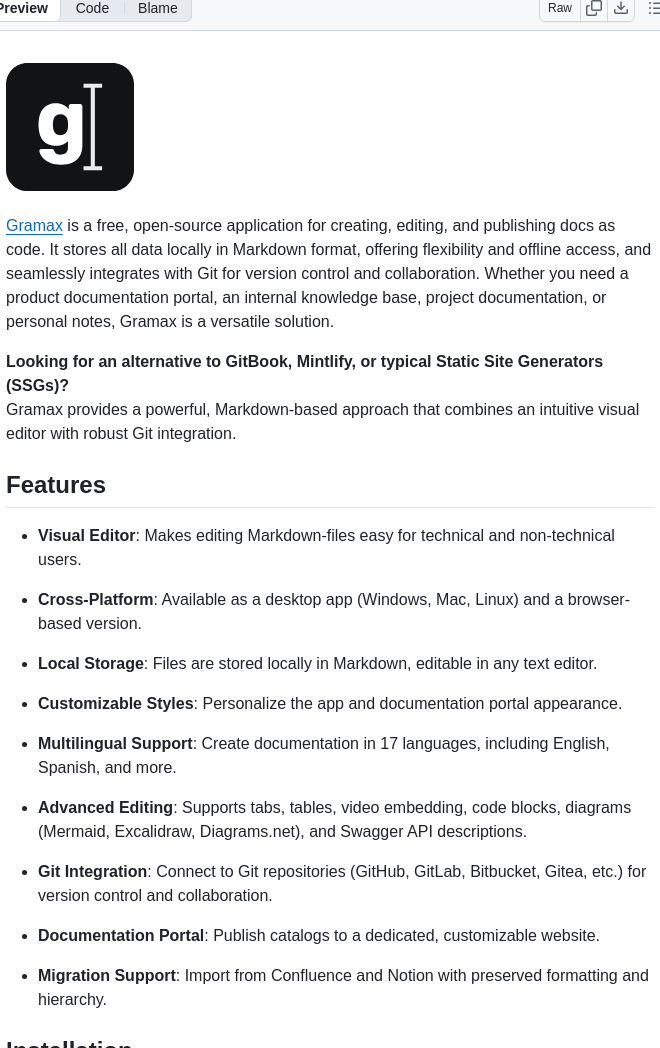 Preview Code Blame Raw
g
Gramax is a free, open-source application for creating, editing, and publishing docs as
code. It stores all data locally in Markdown format, offering flexibility and offline access, and
seamlessly integrates with Git for version control and collaboration. Whether you need a
product documentation portal, an internal knowledge base, project documentation, or
personal notes, Gramax is a versatile solution.
Looking for an alternative to GitBook, Mintlify, or typical Static Site Generators
(SSGs)?
Gramax provides a powerful, Markdown-based approach that combines an intuitive visual
editor with robust Git integration.
Features
• Visual Editor: Makes editing Markdown-files easy for technical and non-technical
users.
• Cross-Platform: Available as a desktop app (Windows, Mac, Linux) and a browser-
based version.
• Local Storage: Files are stored locally in Markdown, editable in any text editor.
• Customizable Styles: Personalize the app and documentation portal appearance.
• Multilingual Support: Create documentation in 17 languages, including English,
Spanish, and more.
• Advanced Editing: Supports tabs, tables, video embedding, code blocks, diagrams
(Mermaid, Excalidraw, Diagrams.net), and Swagger API descriptions.
• Git Integration: Connect to Git repositories (GitHub, GitLab, Bitbucket, Gitea, etc.) for
version control and collaboration.
• Documentation Portal: Publish catalogs to a dedicated, customizable website.
• Migration Support: Import from Confluence and Notion with preserved formatting and
hierarchy.
Installation